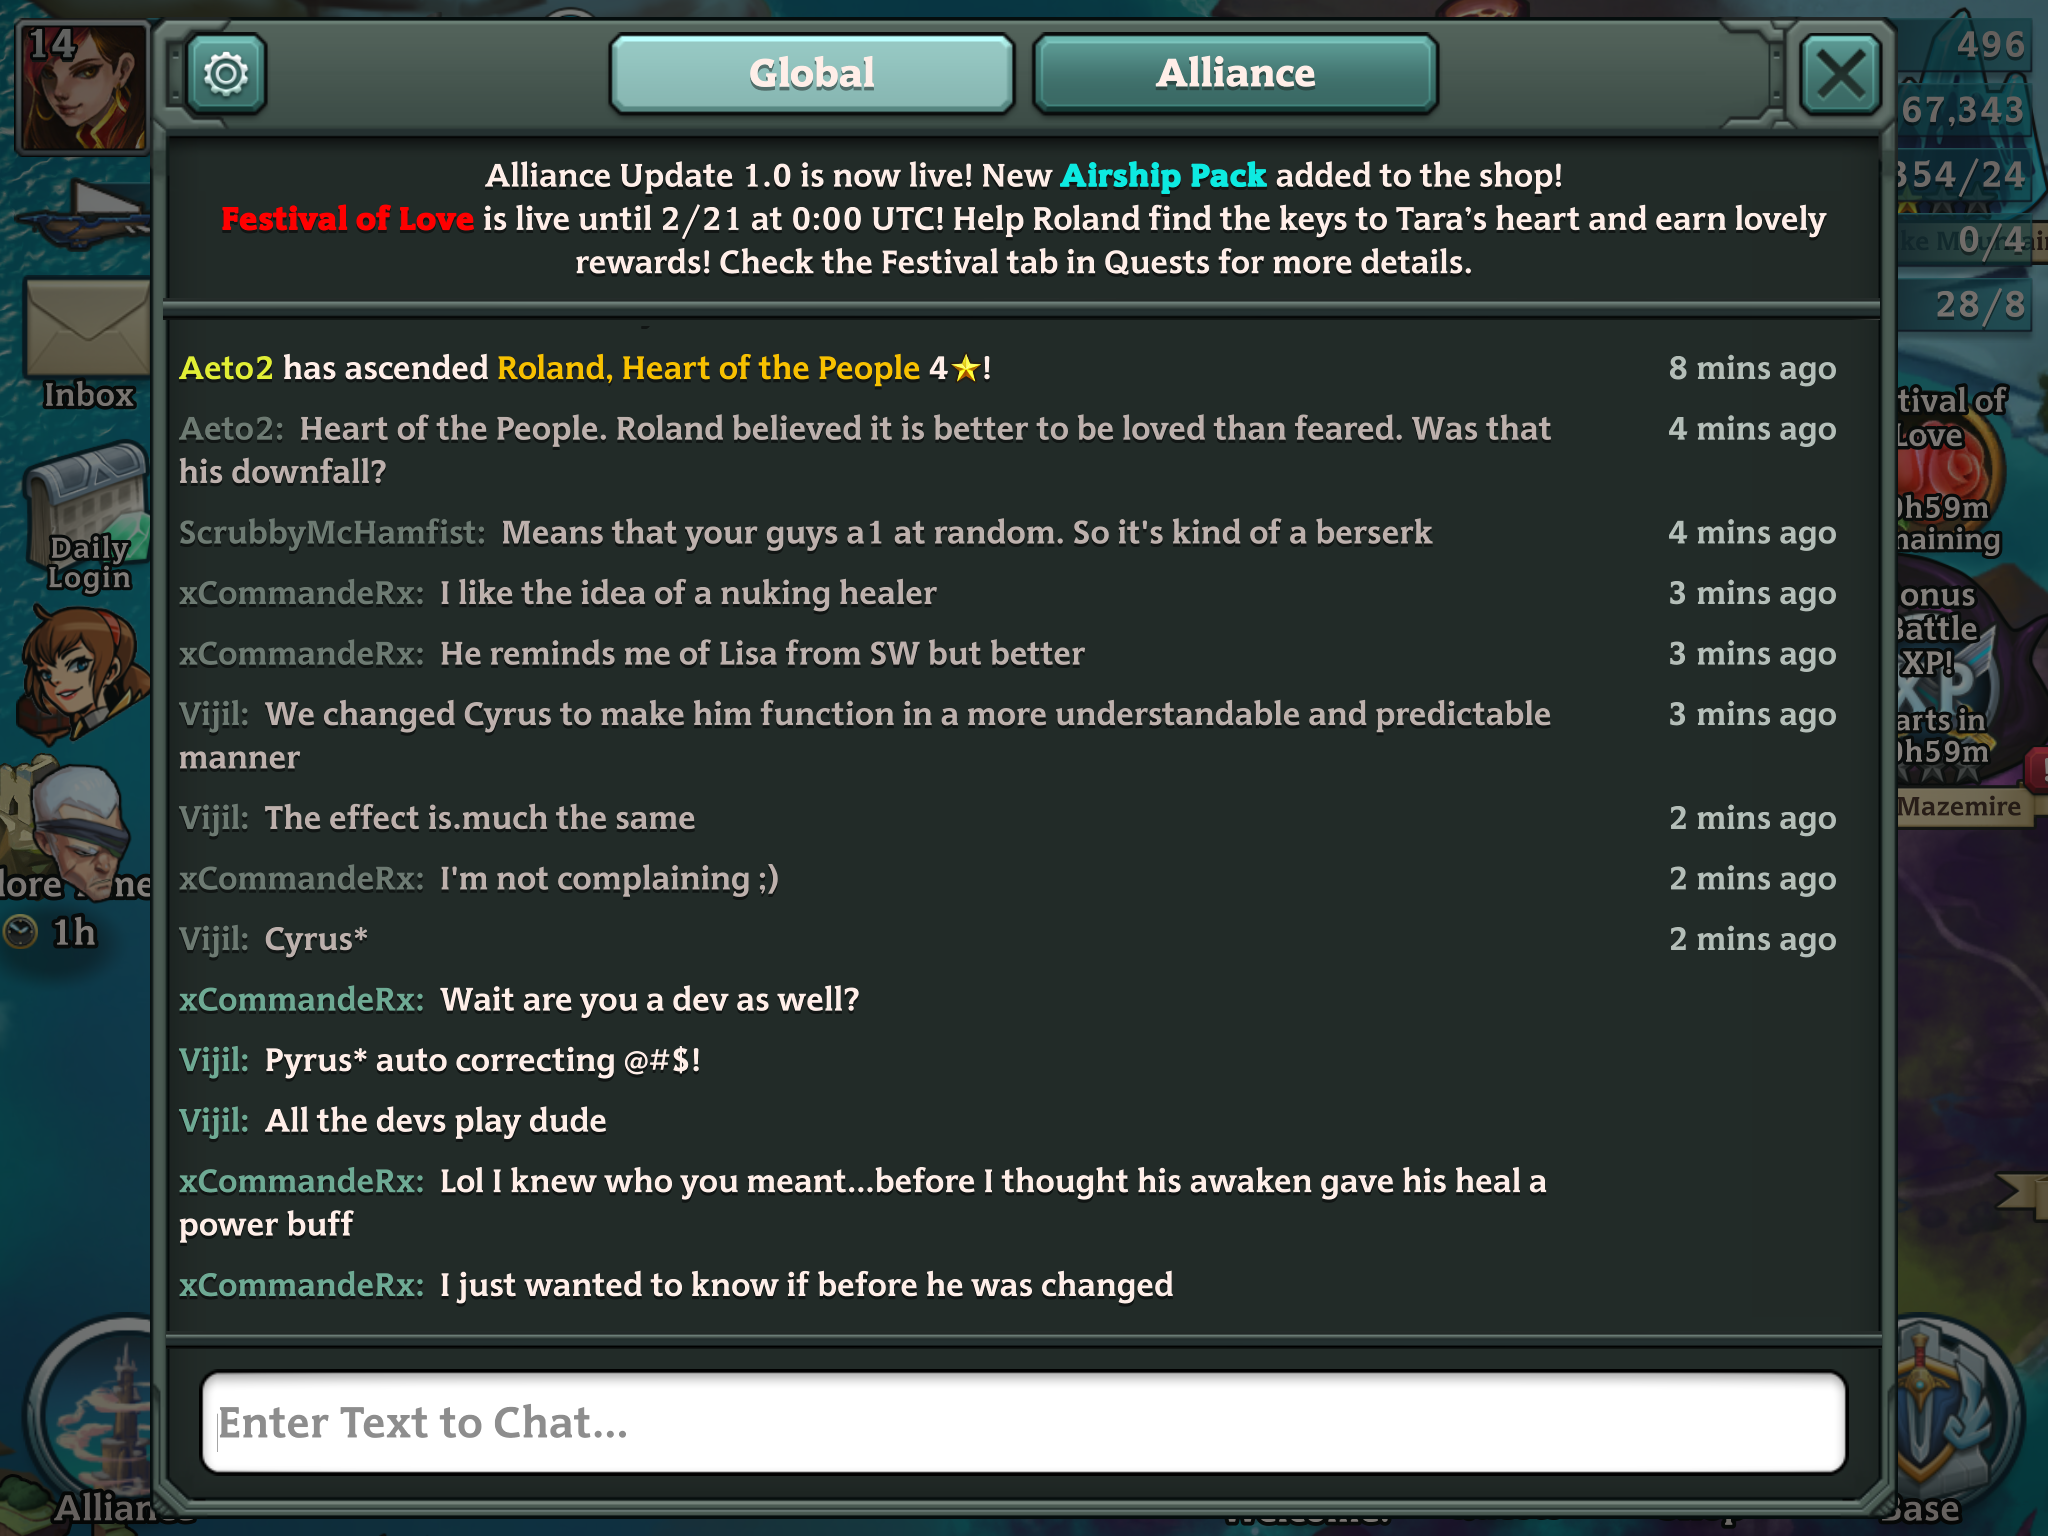 14
Global
Alliance
496
67,343
354/24
0/4
28/8
Alliance Update 1.0 is now live! New Airship Pack added to the shop!
Festival of Love is live until 2/21 at 0:00 UTC! Help Roland find the keys to Tara's heart and earn lovely
rewards! Check the Festival tab in Quests for more details.
Aeto2 has ascended Roland, Heart of the People 4★! 8 mins ago
Aeto2: Heart of the People. Roland believed it is better to be loved than feared. Was that 4 mins ago
his downfall?
ScrubbyMcHamfist: Means that your guys a1 at random. So it's kind of a berserk 4 mins ago
xCommandeRx: I like the idea of a nuking healer 3 mins ago
xCommandeRx: He reminds me of Lisa from SW but better 3 mins ago
Vijil: We changed Cyrus to make him function in a more understandable and predictable 3 mins ago
manner
Vijil: The effect is.much the same 2 mins ago
xCommandeRx: I'm not complaining ;) 2 mins ago
Vijil: Cyrus* 2 mins ago
xCommandeRx: Wait are you a dev as well?
Vijil: Pyrus* auto correcting @#$!
Vijil: All the devs play dude
xCommandeRx: Lol I knew who you meant...before I thought his awaken gave his heal a
power buff
xCommandeRx: I just wanted to know if before he was changed
Enter Text to Chat...
Inbox
Daily
Login
1h
tival of
Love
0h59m
naining
onus
Battle
XP!
XP
arts in
0h59m
Mazemire
Allian
Base